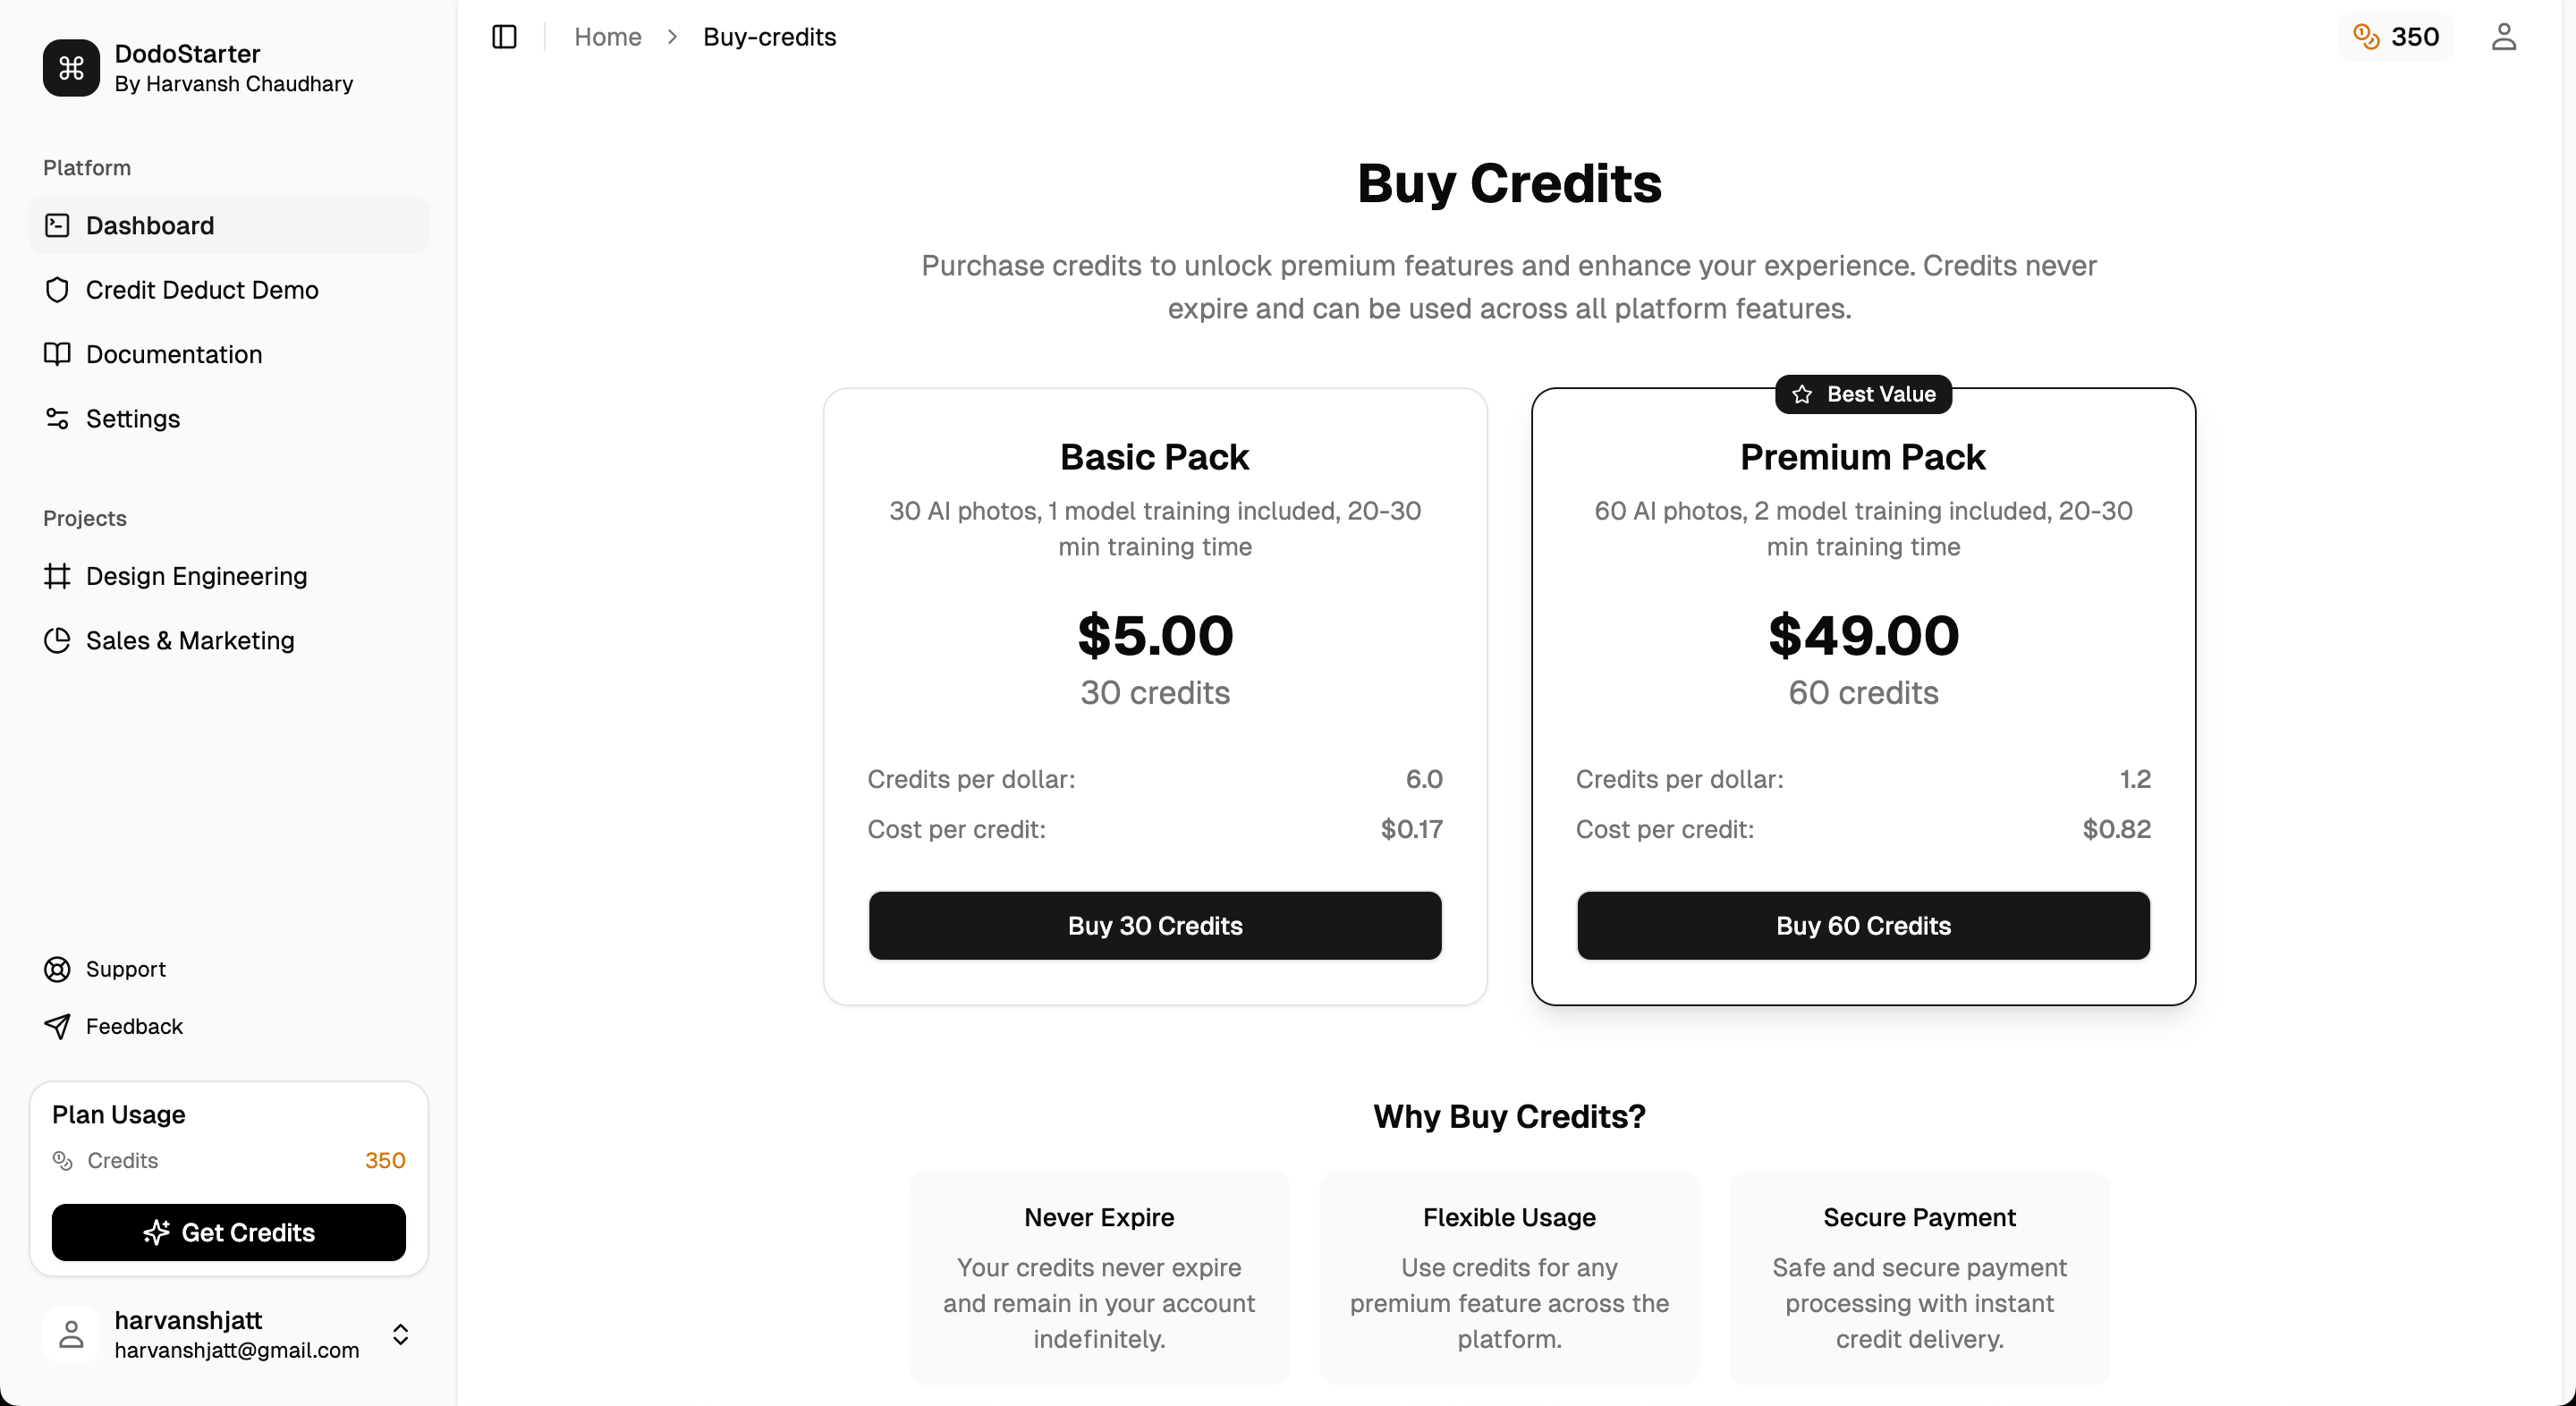 DodoStarter
By Harvansh Chaudhary
Platform
Dashboard
Credit Deduct Demo
Documentation
Settings
Projects
Design Engineering
Sales & Marketing
Support
Feedback
Plan Usage
Credits 350
Get Credits
harvanshjatt
harvanshjatt@gmail.com
Home > Buy-credits
350
Buy Credits
Purchase credits to unlock premium features and enhance your experience. Credits never
expire and can be used across all platform features.
Basic Pack
30 AI photos, 1 model training included, 20-30
min training time
$5.00
30 credits
Credits per dollar: 6.0
Cost per credit: $0.17
Buy 30 Credits
Best Value
Premium Pack
60 AI photos, 2 model training included, 20-30
min training time
$49.00
60 credits
Credits per dollar: 1.2
Cost per credit: $0.82
Buy 60 Credits
Why Buy Credits?
Never Expire
Your credits never expire
and remain in your account
indefinitely.
Flexible Usage
Use credits for any
premium feature across the
platform.
Secure Payment
Safe and secure payment
processing with instant
credit delivery.